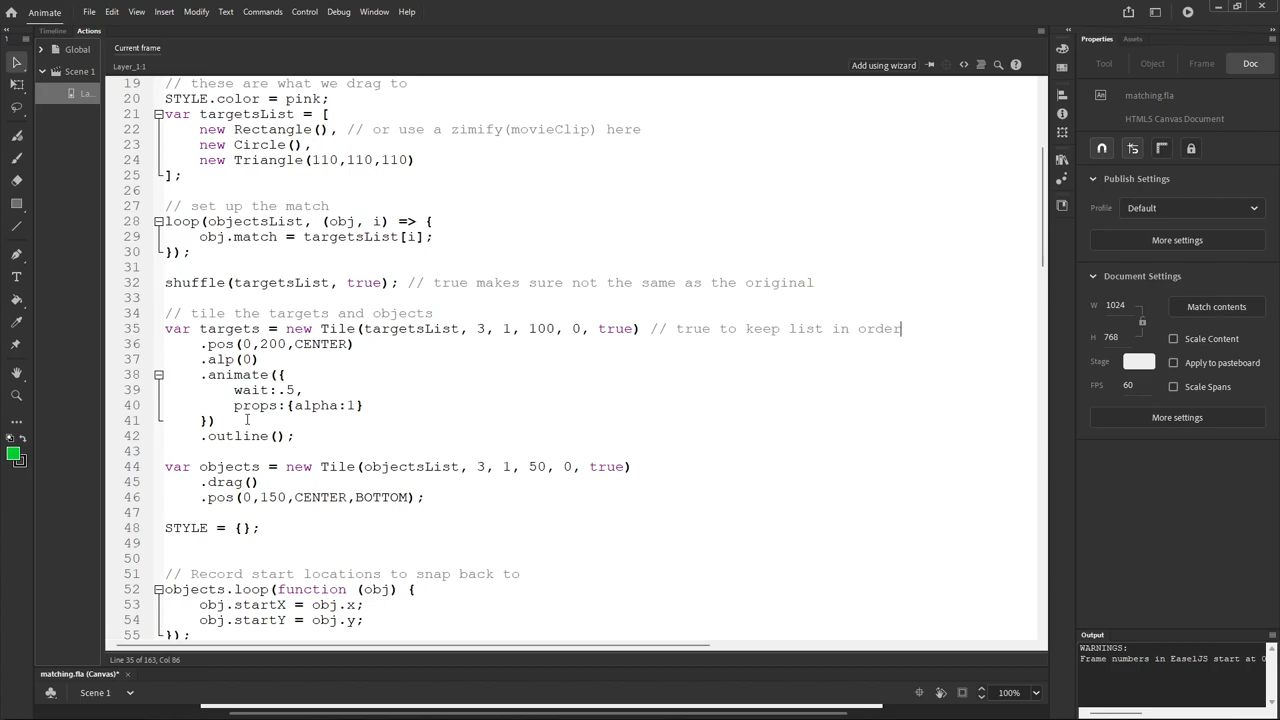 Animate File Edit View Insert Modify Text Commands Control Debug Window Help
Timeline Actions
Global
Scene 1
La...
Current frame
Layer_1:1
Add using wizard
19 // these are what we drag to
20 STYLE.color = pink;
21 var targetsList = [
22 new Rectangle(), // or use a zimify(movieClip) here
23 new Circle(),
24 new Triangle(110,110,110)
25 ];
26
27 // set up the match
28 loop(objectsList, (obj, i) => {
29 obj.match = targetsList[i];
30 });
31
32 shuffle(targetsList, true); // true makes sure not the same as the original
33
34 // tile the targets and objects
35 var targets = new Tile(targetsList, 3, 1, 100, 0, true) // true to keep list in order
36 .pos(0,200,CENTER)
37 .alp(0)
38 .animate({
39 wait:.5,
40 props:{alpha:1}
41 })
42 .outline();
43
44 var objects = new Tile(objectsList, 3, 1, 50, 0, true)
45 .drag()
46 .pos(0,150,CENTER,BOTTOM);
47
48 STYLE = {};
49
50
51 // Record start locations to snap back to
52 objects.loop(function (obj) {
53 obj.startX = obj.x;
54 obj.startY = obj.y;
55 });
Line 35 of 163, Col 86
matching.fla (Canvas)*
Scene 1
100%
Properties Assets
Tool Object Frame Doc
matching.fla
HTML5 Canvas Document
Publish Settings
Profile Default
More settings
Document Settings
W 1024 Match contents
H 768 Scale Content
Stage Apply to pasteboard
FPS 60 Scale Spans
More settings
Output
WARNINGS:
Frame numbers in EaselJS start at 0